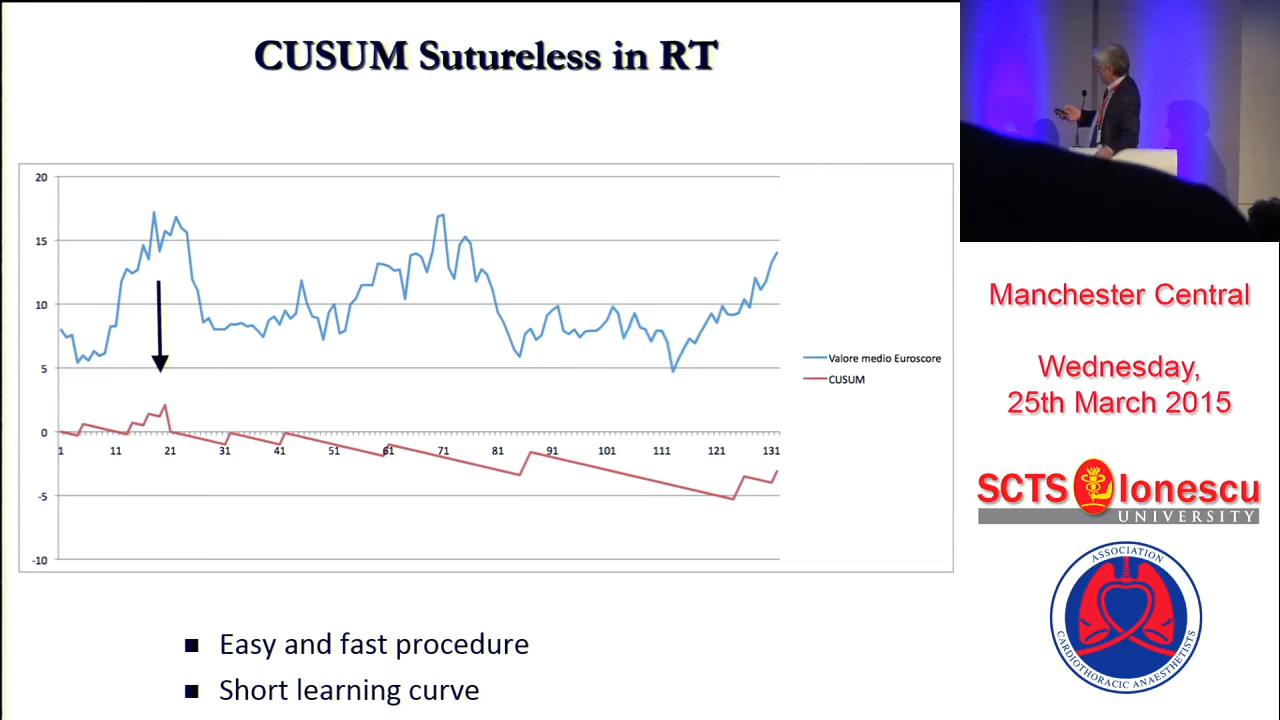 CUSUM Sutureless in RT
20
15
10
5
0
-5
-10
1 11 21 31 41 51 61 71 81 91 101 111 121 131
Valore medio Euroscore
CUSUM
Easy and fast procedure
Short learning curve
Manchester Central
Wednesday,
25th March 2015
SCTS Ionescu
UNIVERSITY
ASSOCIATION
CARDIOTHORACIC ANAESTHETISTS